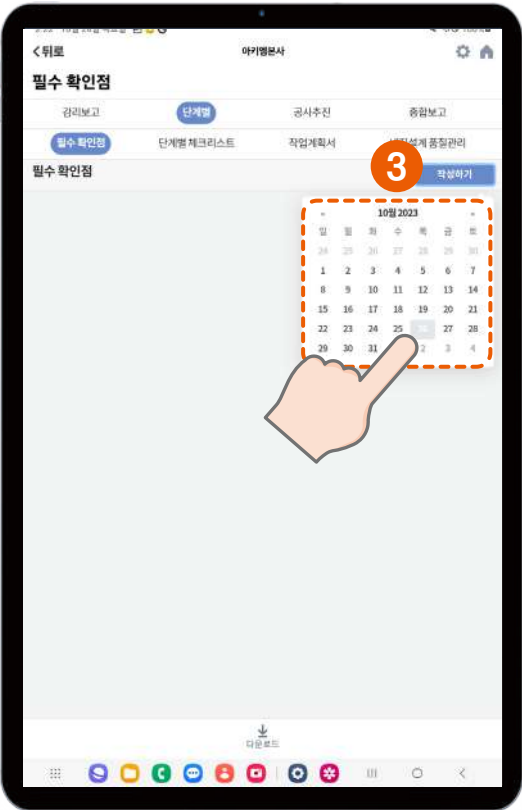 뒤로
아키엠본사
필수 확인점
감리보고 단계별 공사추진 종합보고
필수 확인점 단계별 체크리스트 작업계획서 품질관리
필수 확인점
3
작성하기
« 10월 2023 »
일 월 화 수 목 금 토
24 25 26 27 28 29 30
1 2 3 4 5 6 7
8 9 10 11 12 13 14
15 16 17 18 19 20 21
22 23 24 25 26 27 28
29 30 31 2 3 4
다운로드